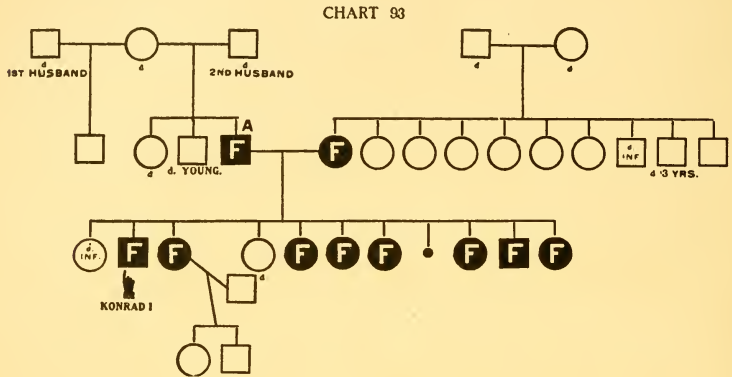 CHART 93
d d d d d
1ST HUSBAND 2ND HUSBAND
A
F F d INF
d d. YOUNG. d 3 YRS.
d. INF. F F F F F F F F
d
KONRAD I